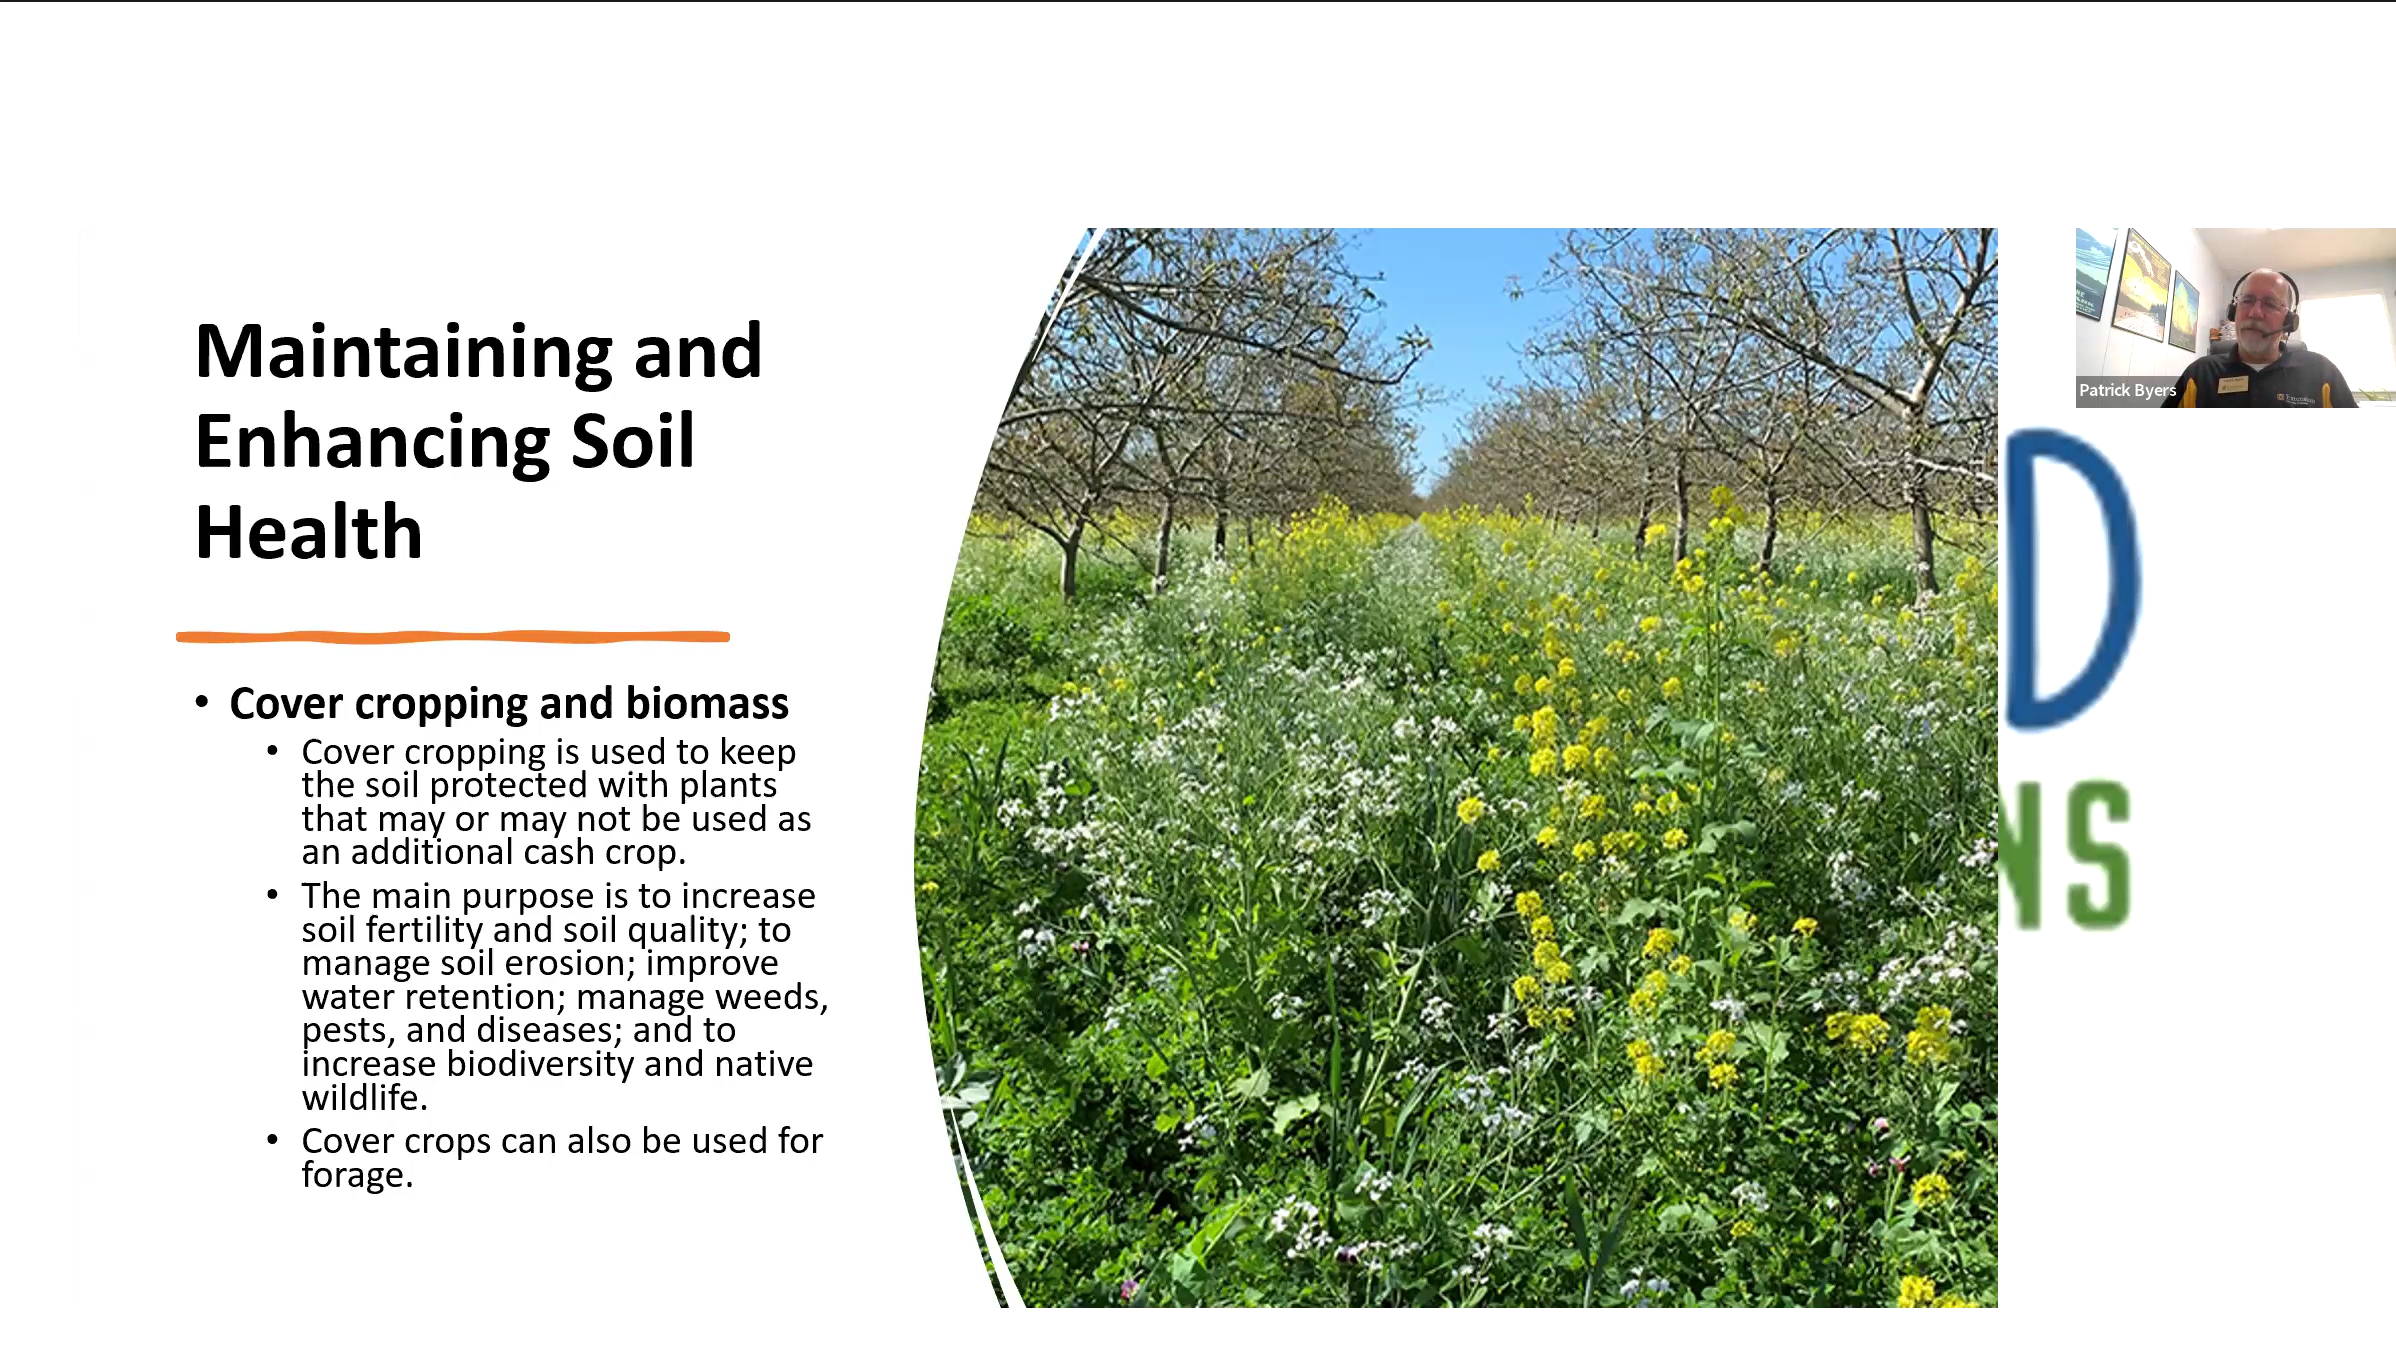 Maintaining and
Enhancing Soil
Health
• Cover cropping and biomass
• Cover cropping is used to keep
the soil protected with plants
that may or may not be used as
an additional cash crop.
• The main purpose is to increase
soil fertility and soil quality; to
manage soil erosion; improve
water retention; manage weeds,
pests, and diseases; and to
increase biodiversity and native
wildlife.
• Cover crops can also be used for
forage.
Patrick Byers
D
NS